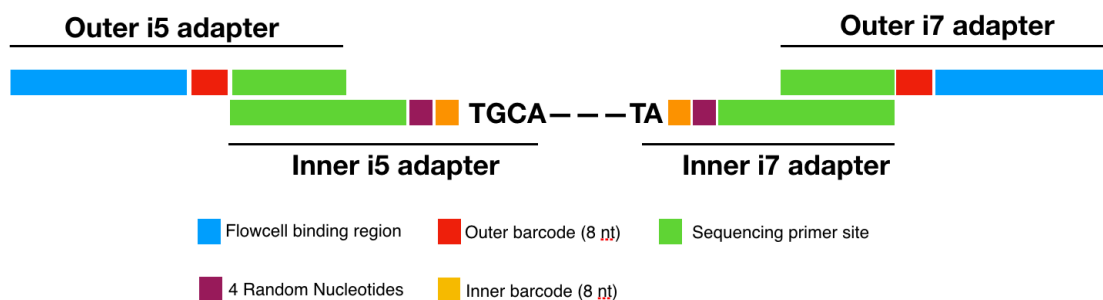 Outer i5 adapter
Outer i7 adapter
TGCA– – –TA
Inner i5 adapter
Inner i7 adapter
Flowcell binding region
Outer barcode (8 nt)
Sequencing primer site
4 Random Nucleotides
Inner barcode (8 nt)